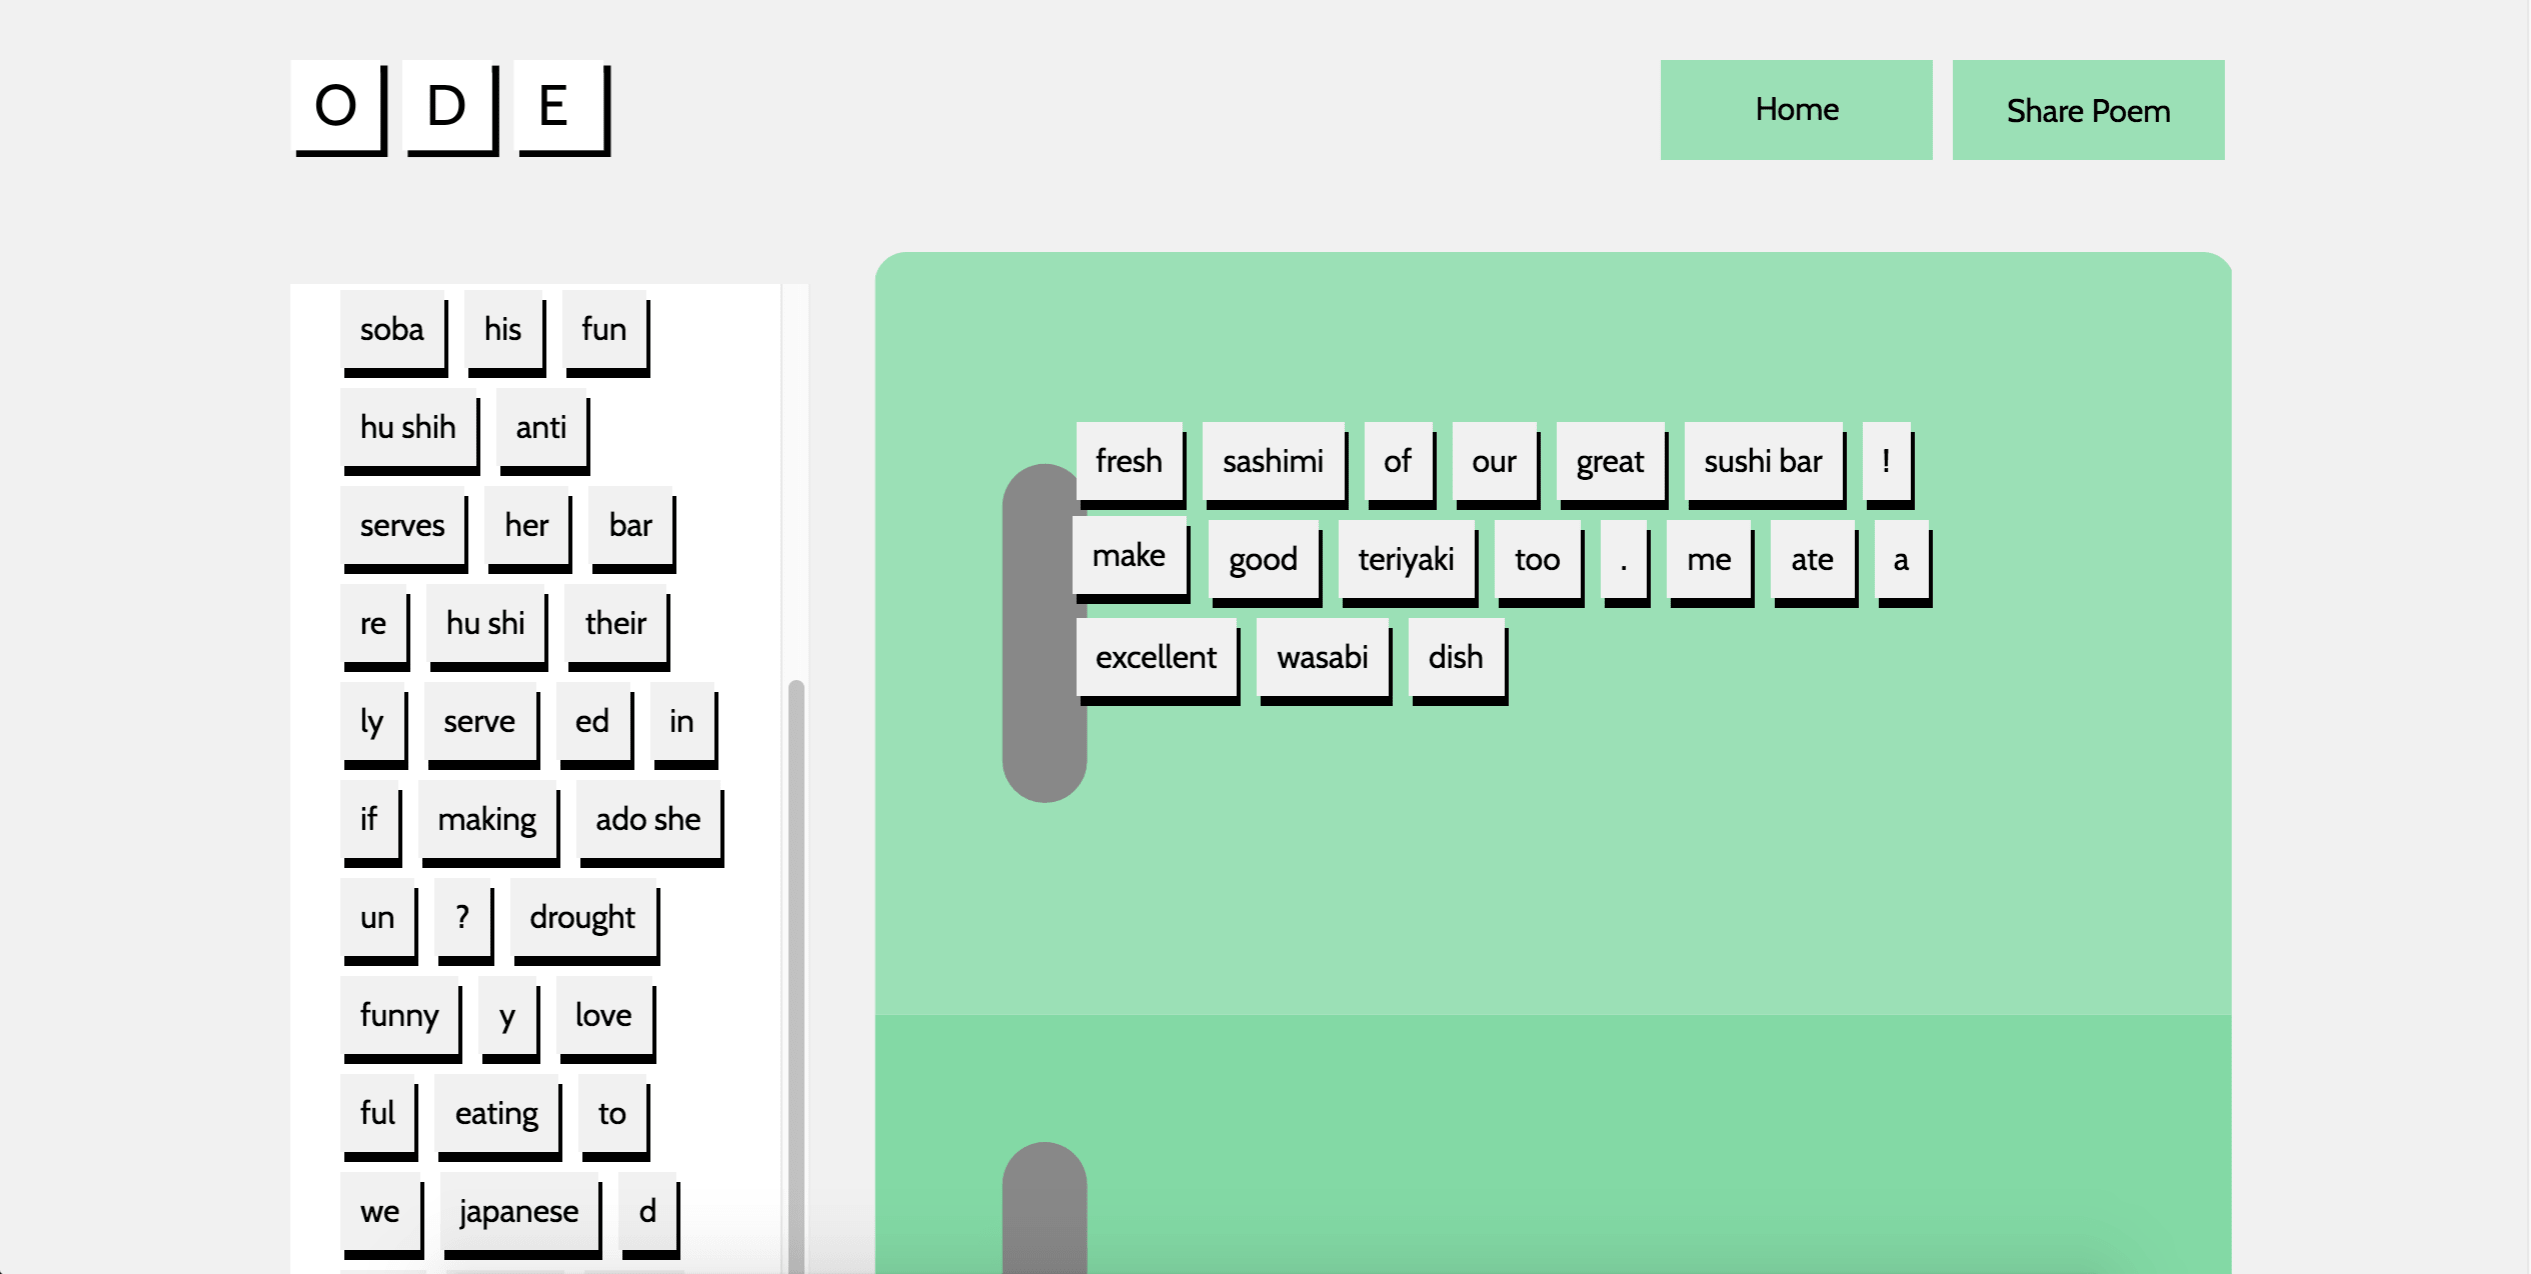 O D E
Home Share Poem
soba his fun
hu shih anti
serves her bar
re hu shi their
ly serve ed in
if making ado she
un ? drought
funny y love
ful eating to
we japanese d
fresh sashimi of our great sushi bar !
make good teriyaki too . me ate a
excellent wasabi dish